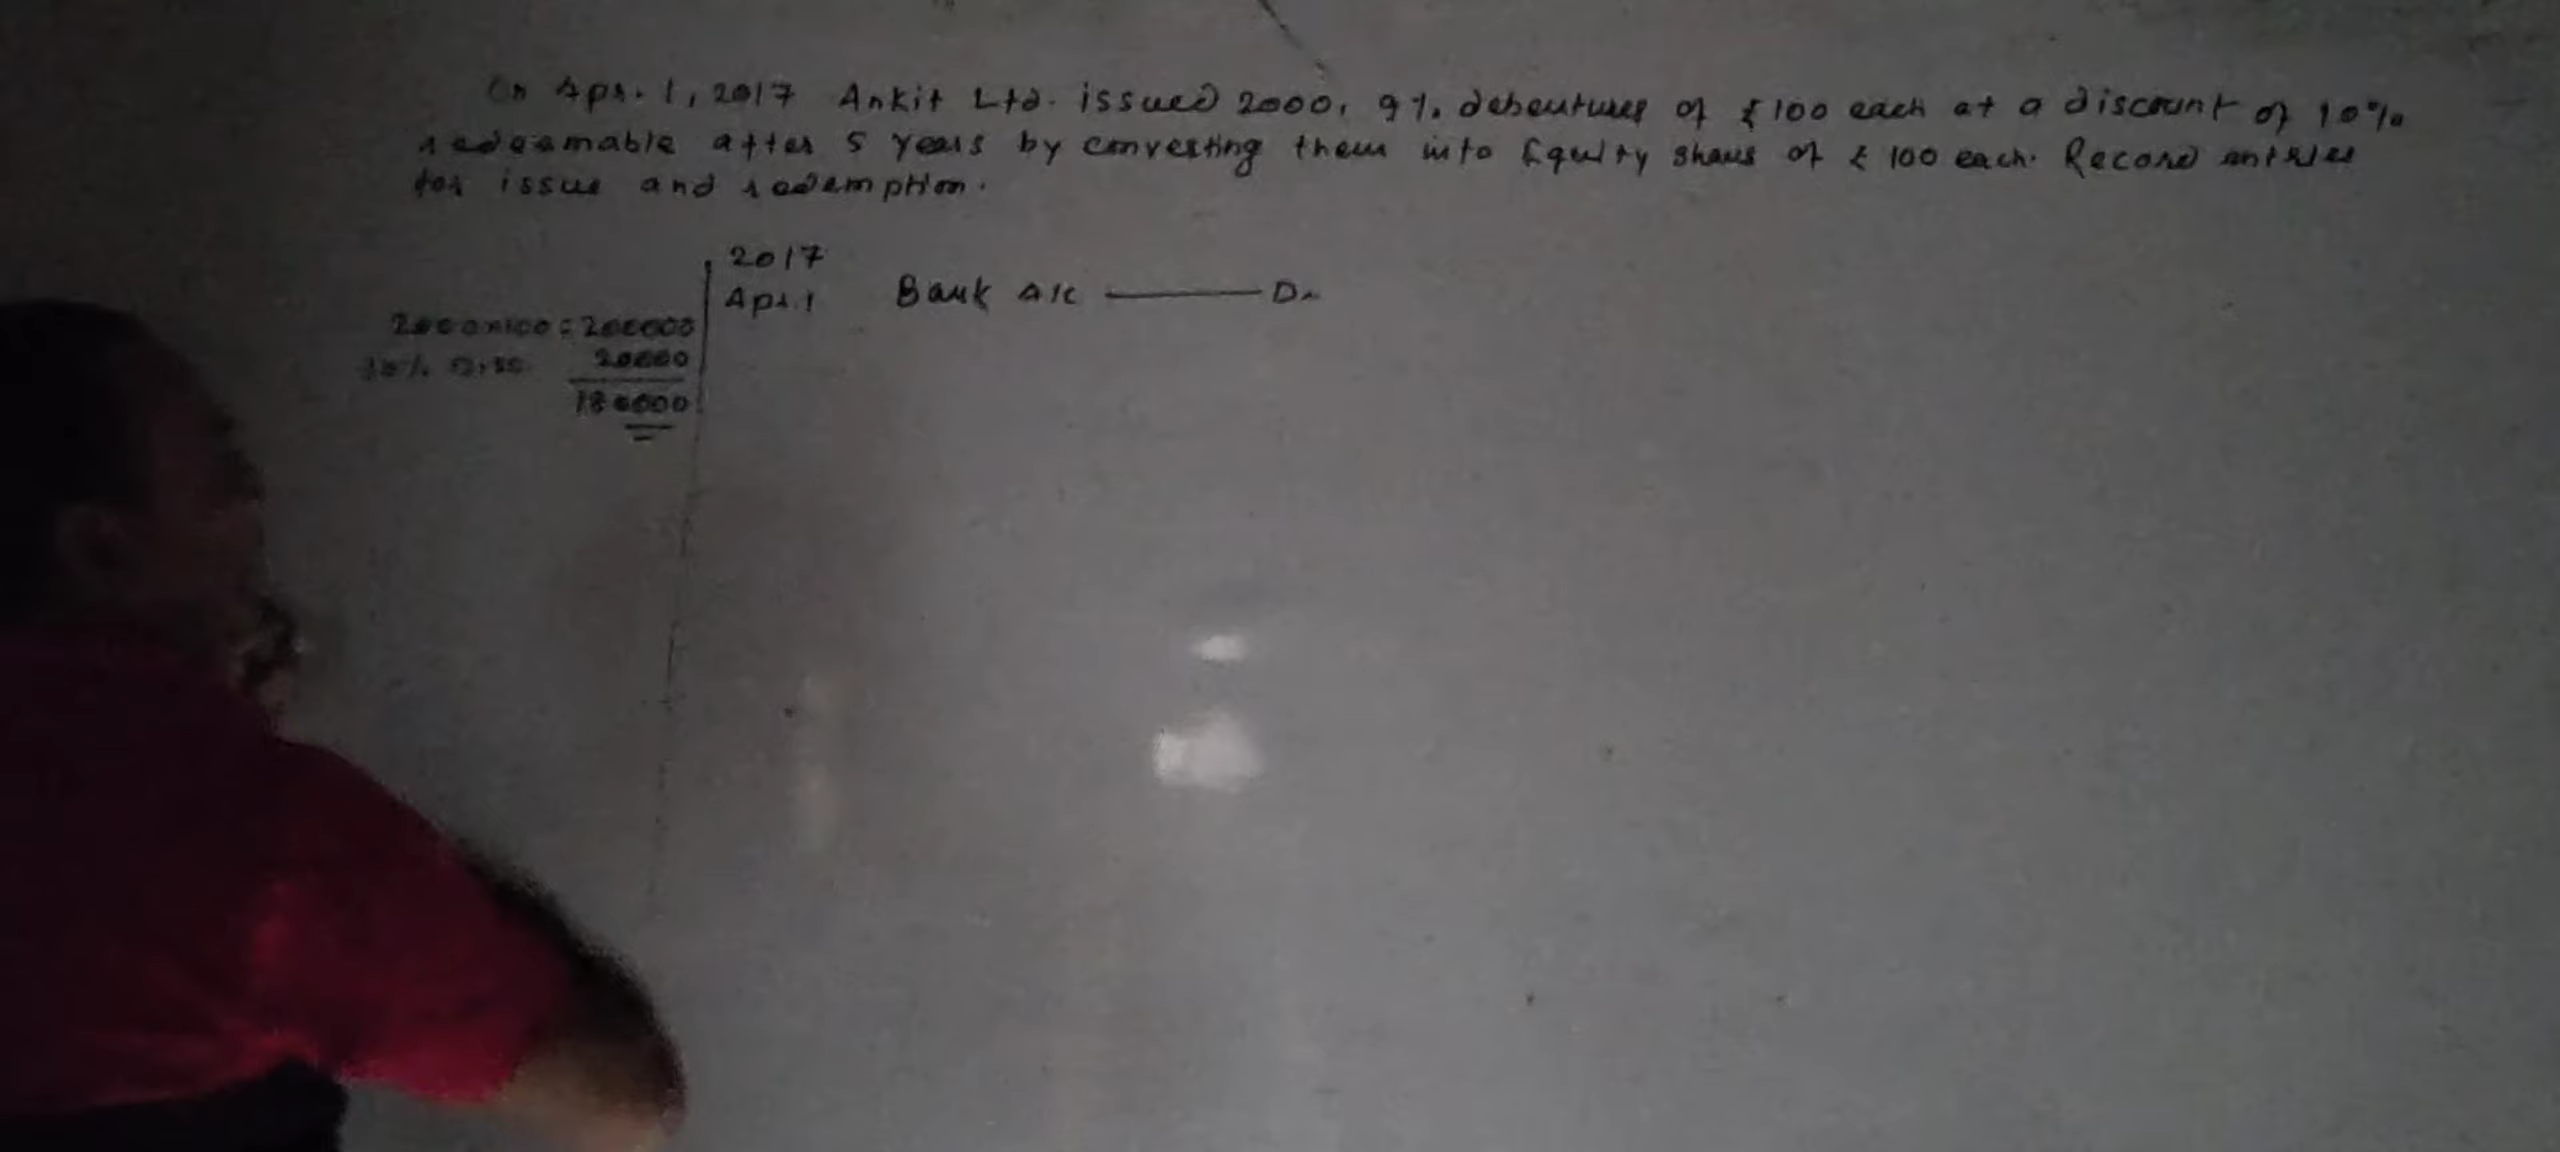 On Apr. 1, 2017 Ankit Ltd. issued 2000, 9%. debentures of ₹100 each at a discount of 10%
redeemable after 5 years by converting them into Equity shares of ₹ 100 each. Record entries
for issue and redemption.
2017
Apr. 1 Bank A/c ——— Dr
2000×100 = 200000
10% Disc. 20000
180000